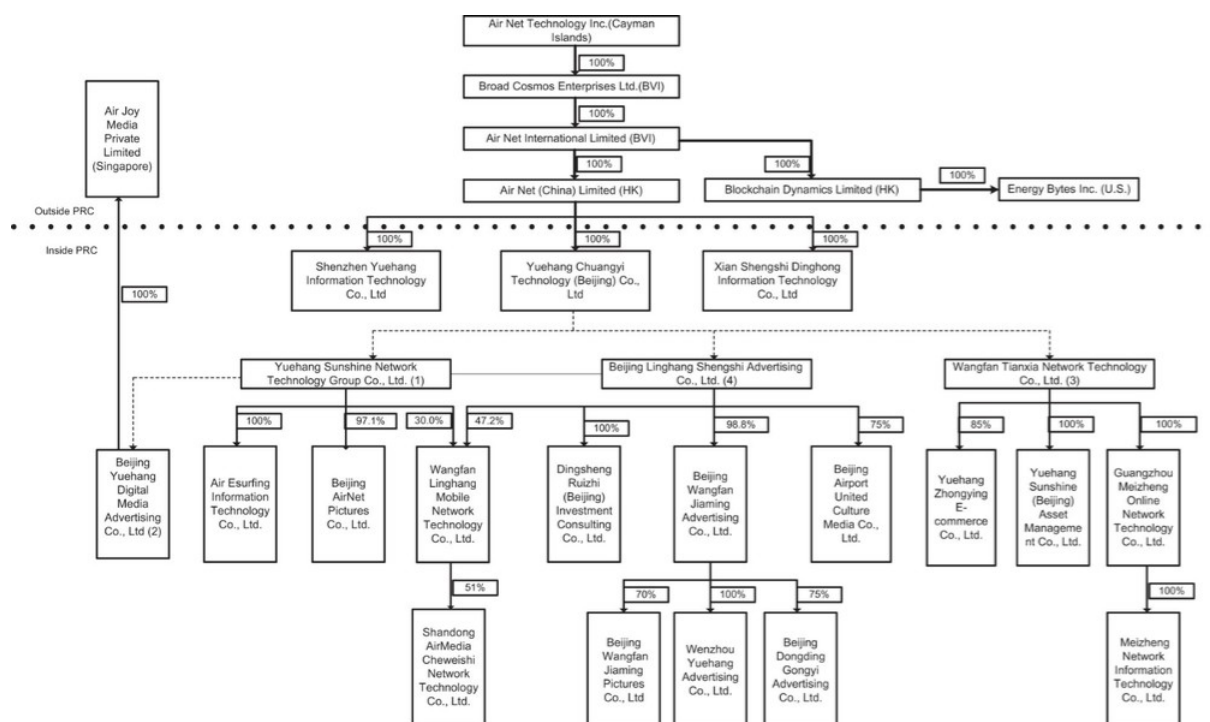 Air Net Technology Inc.(Cayman
Islands)
100%
Broad Cosmos Enterprises Ltd.(BVI)
100%
Air Joy
Media
Private
Limited
(Singapore)
Air Net International Limited (BVI)
100%
100%
Air Net (China) Limited (HK)
Blockchain Dynamics Limited (HK)
100%
Energy Bytes Inc. (U.S.)
Outside PRC
Inside PRC
100%
100%
100%
100%
Shenzhen Yuehang
Information Technology
Co., Ltd
Yuehang Chuangyi
Technology (Beijing) Co.,
Ltd
Xian Shengshi Dinghong
Information Technology
Co., Ltd
Yuehang Sunshine Network
Technology Group Co., Ltd. (1)
Beijing Linghang Shengshi Advertising
Co., Ltd. (4)
Wangfan Tianxia Network Technology
Co., Ltd. (3)
100%
97.1%
30.0%
47.2%
100%
98.8%
75%
85%
100%
100%
Beijing
Yuehang
Digital
Media
Advertising
Co., Ltd (2)
Air Esurfing
Information
Technology
Co., Ltd.
Beijing
AirNet
Pictures
Co., Ltd.
Wangfan
Linghang
Mobile
Network
Technology
Co., Ltd.
Dingsheng
Ruizhi
(Beijing)
Investment
Consulting
Co., Ltd.
Beijing
Wangfan
Jiaming
Advertising
Co., Ltd.
Beijing
Airport
United
Culture
Media Co.,
Ltd.
Yuehang
Zhongying
E-
commerce
Co., Ltd.
Yuehang
Sunshine
(Beijing)
Asset
Manageme
nt Co., Ltd.
Guangzhou
Meizheng
Online
Network
Technology
Co., Ltd.
51%
70%
100%
75%
100%
Shandong
AirMedia
Cheweishi
Network
Technology
Co., Ltd.
Beijing
Wangfan
Jiaming
Pictures
Co., Ltd
Wenzhou
Yuehang
Advertising
Co., Ltd.
Beijing
Dongding
Gongyi
Advertising
Co., Ltd.
Meizheng
Network
Information
Technology
Co., Ltd.